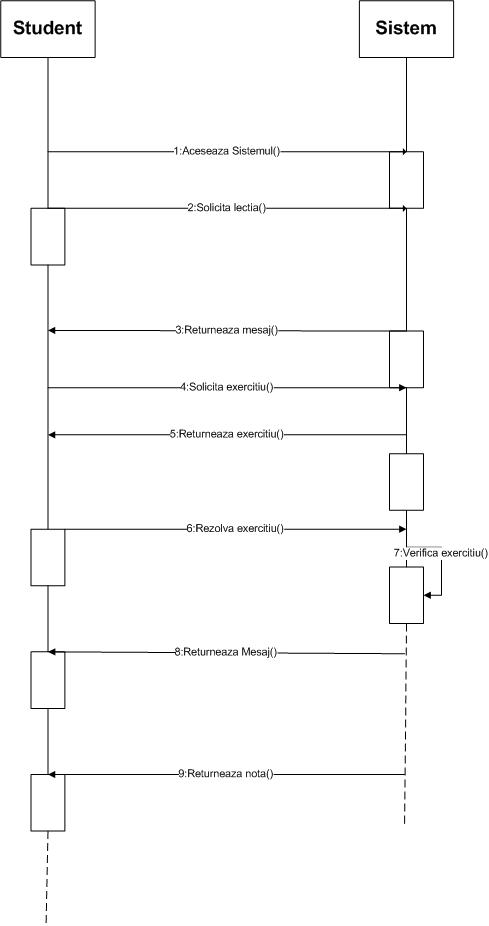 Student
Sistem
1:Aceseaza Sistemul()
2:Solicita lectia()
3:Returneaza mesaj()
4:Solicita exercitiu()
5:Returneaza exercitiu()
6:Rezolva exercitiu()
7:Verifica exercitiu()
8:Returneaza Mesaj()
9:Returneaza nota()